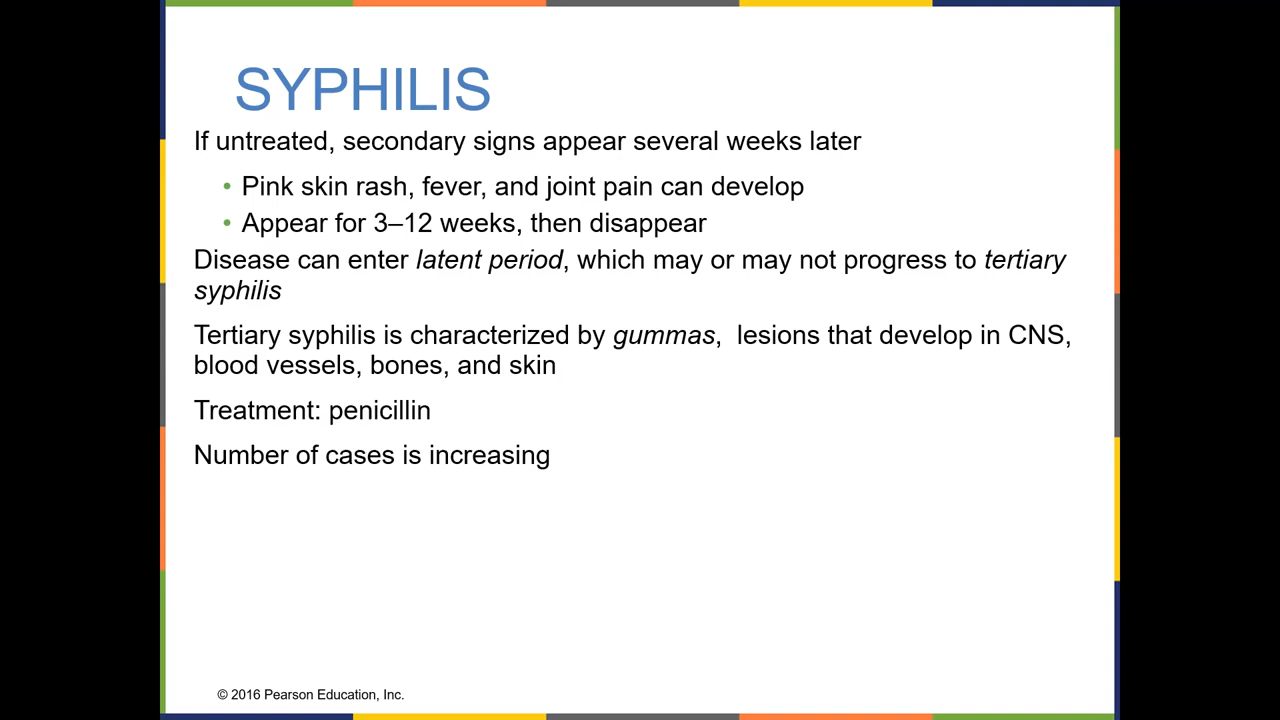 SYPHILIS
If untreated, secondary signs appear several weeks later
• Pink skin rash, fever, and joint pain can develop
• Appear for 3–12 weeks, then disappear
Disease can enter latent period, which may or may not progress to tertiary
syphilis
Tertiary syphilis is characterized by gummas,  lesions that develop in CNS,
blood vessels, bones, and skin
Treatment: penicillin
Number of cases is increasing
© 2016 Pearson Education, Inc.